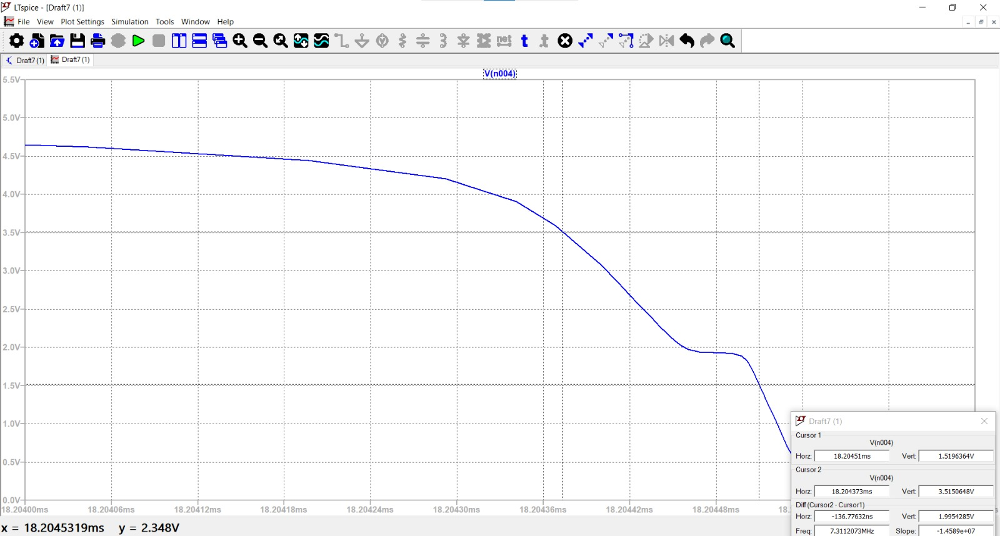 LTspice - [Draft7 (1)]
File View Plot Settings Simulation Tools Window Help
net t t
Draft7 (1) Draft7 (1)
V(n004)
5.5V
5.0V
4.5V
4.0V
3.5V
3.0V
2.5V
2.0V
1.5V
1.0V
0.5V
0.0V
18.20400ms 18.20406ms 18.20412ms 18.20418ms 18.20424ms 18.20430ms 18.20436ms 18.20442ms 18.20448ms
Draft7 (1)
Cursor 1
V(n004)
Horz: 18.20451ms Vert: 1.5196364V
Cursor 2
V(n004)
Horz: 18.204373ms Vert: 3.5150648V
Diff (Cursor2 - Cursor1)
Horz: -136.77632ns Vert: 1.9954285V
Freq: 7.3112073MHz Slope: -1.4589e+07
x = 18.2045319ms y = 2.348V